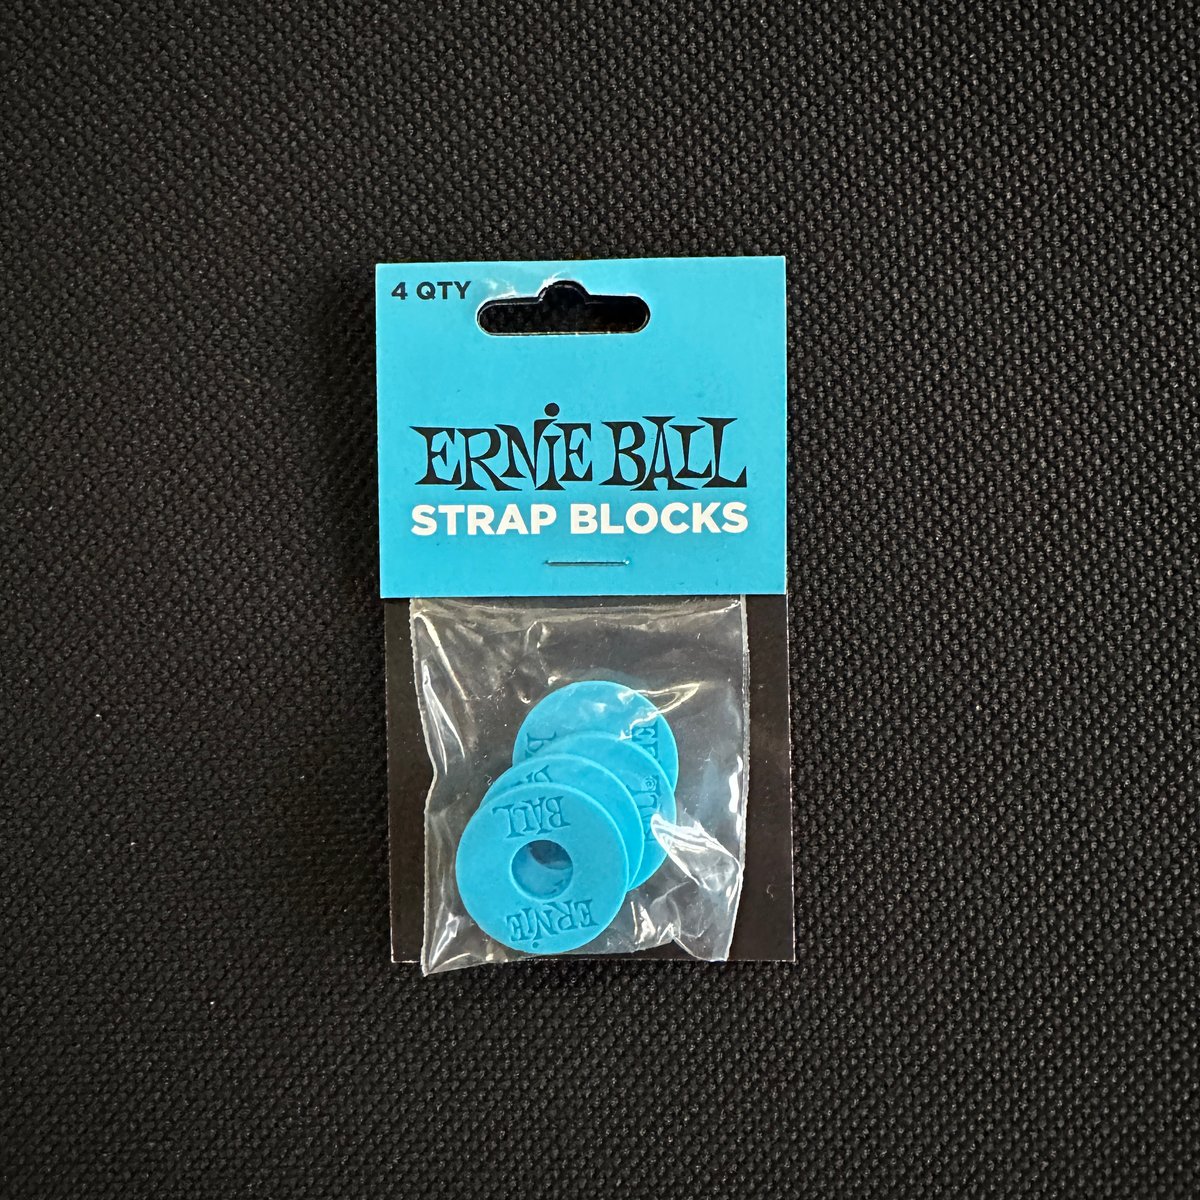 4 QTY
ERNIE BALL
STRAP BLOCKS
BALL
ERNIE